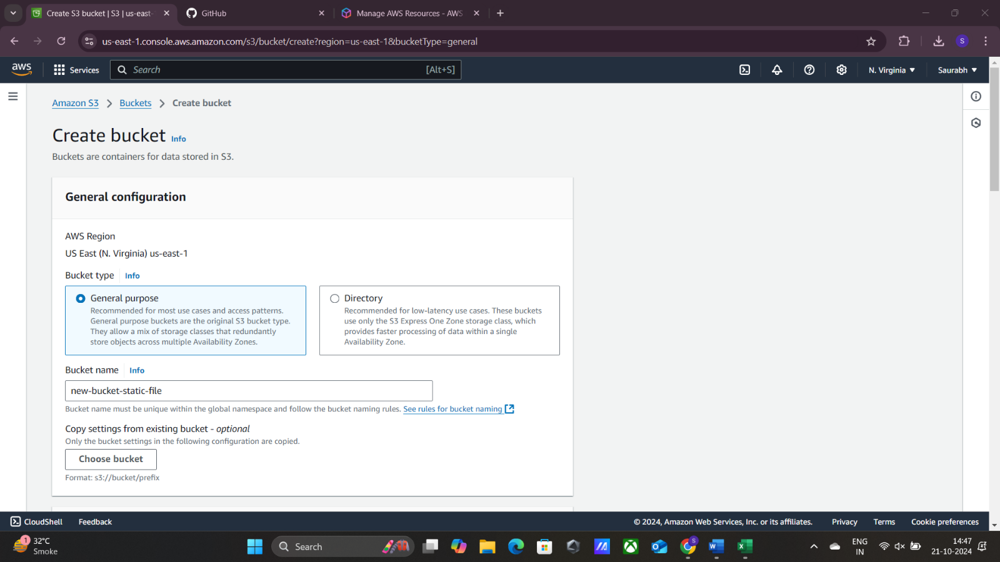 Create S3 bucket | S3 | us-east-
GitHub
Manage AWS Resources - AWS
us-east-1.console.aws.amazon.com/s3/bucket/create?region=us-east-1&bucketType=general
S
aws
Services
Search
[Alt+S]
N. Virginia
Saurabh
Amazon S3
Buckets
Create bucket
Create bucket Info
Buckets are containers for data stored in S3.
General configuration
AWS Region
US East (N. Virginia) us-east-1
Bucket type Info
General purpose
Recommended for most use cases and access patterns.
General purpose buckets are the original S3 bucket type.
They allow a mix of storage classes that redundantly
store objects across multiple Availability Zones.
Directory
Recommended for low-latency use cases. These buckets
use only the S3 Express One Zone storage class, which
provides faster processing of data within a single
Availability Zone.
Bucket name Info
new-bucket-static-file
Bucket name must be unique within the global namespace and follow the bucket naming rules. See rules for bucket naming
Copy settings from existing bucket - optional
Only the bucket settings in the following configuration are copied.
Choose bucket
Format: s3://bucket/prefix
CloudShell
Feedback
© 2024, Amazon Web Services, Inc. or its affiliates.
Privacy
Terms
Cookie preferences
1
32°C
Smoke
Search
S
ENG
IN
14:47
21-10-2024